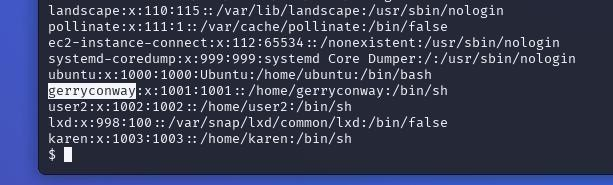 landscape:x:110:115::/var/lib/landscape:/usr/sbin/nologin
pollinate:x:111:1::/var/cache/pollinate:/bin/false
ec2-instance-connect:x:112:65534::/nonexistent:/usr/sbin/nologin
systemd-coredump:x:999:999:systemd Core Dumper:/:/usr/sbin/nologin
ubuntu:x:1000:1000:Ubuntu:/home/ubuntu:/bin/bash
gerryconway:x:1001:1001::/home/gerryconway:/bin/sh
user2:x:1002:1002::/home/user2:/bin/sh
lxd:x:998:100::/var/snap/lxd/common/lxd:/bin/false
karen:x:1003:1003::/home/karen:/bin/sh
$